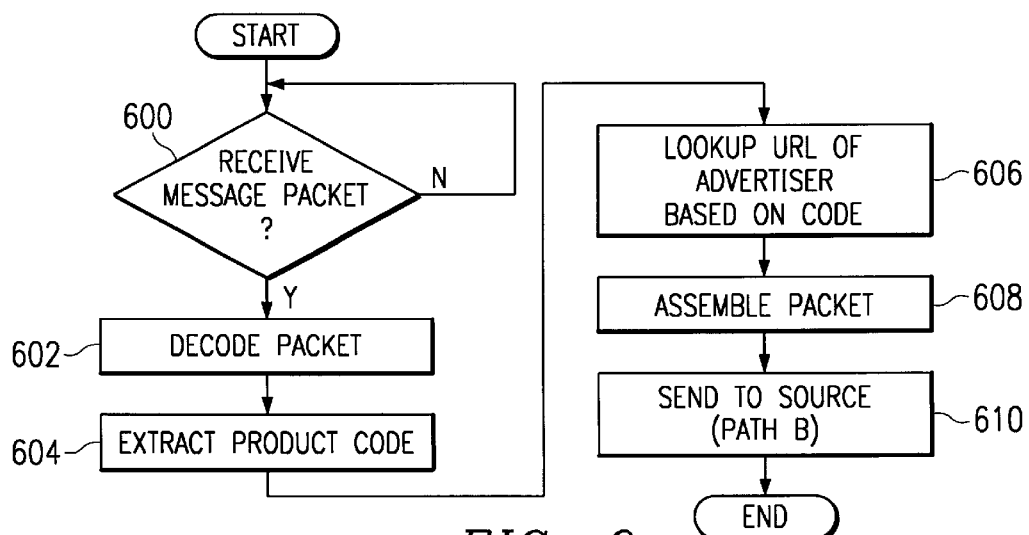 START
600
RECEIVE
MESSAGE PACKET
?
N
Y
602
DECODE PACKET
604
EXTRACT PRODUCT CODE
LOOKUP URL OF
ADVERTISER
BASED ON CODE
606
ASSEMBLE PACKET
608
SEND TO SOURCE
(PATH B)
610
END
FIG.